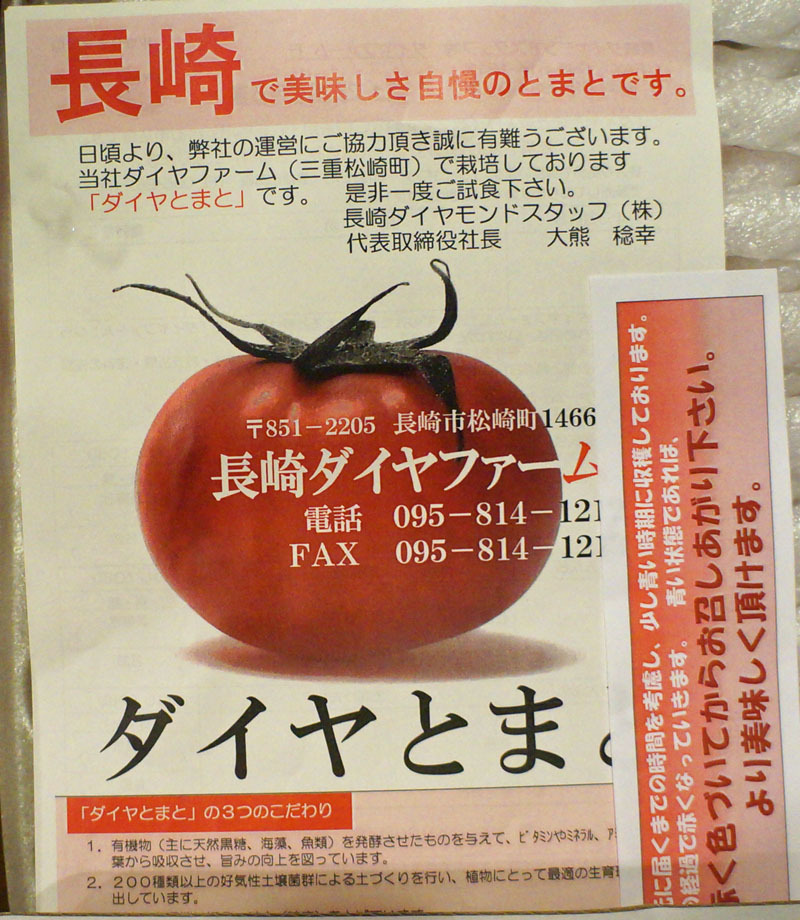 長崎で美味しさ自慢のとまとです。
日頃より、弊社の運営にご協力頂き誠に有難うございます。
当社ダイヤファーム（三重松崎町）で栽培しております
「ダイヤとまと」です。　是非一度ご試食下さい。
長崎ダイヤモンドスタッフ（株）
代表取締役社長　　大熊　稔幸
〒851－2205　長崎市松崎町1466
長崎ダイヤファーム
電話　095－814－121
FAX　095－814－121
ダイヤとま
「ダイヤとまと」の３つのこだわり
１．有機物（主に天然黒糖、海藻、魚類）を発酵させたものを与えて、ﾋﾞﾀﾐﾝやﾐﾈﾗﾙ、ｱ
葉から吸収させ、旨みの向上を図っています。
２．２００種類以上の好気性土壌菌群による土づくりを行い、植物にとって最適の生育
出しています。
に届くまでの時間を考慮し、少し青い時期に収穫しております。
の経過で赤くなっていきます。　青い状態であれば、
赤く色づいてからお召しあがり下さい。
より美味しく頂けます。